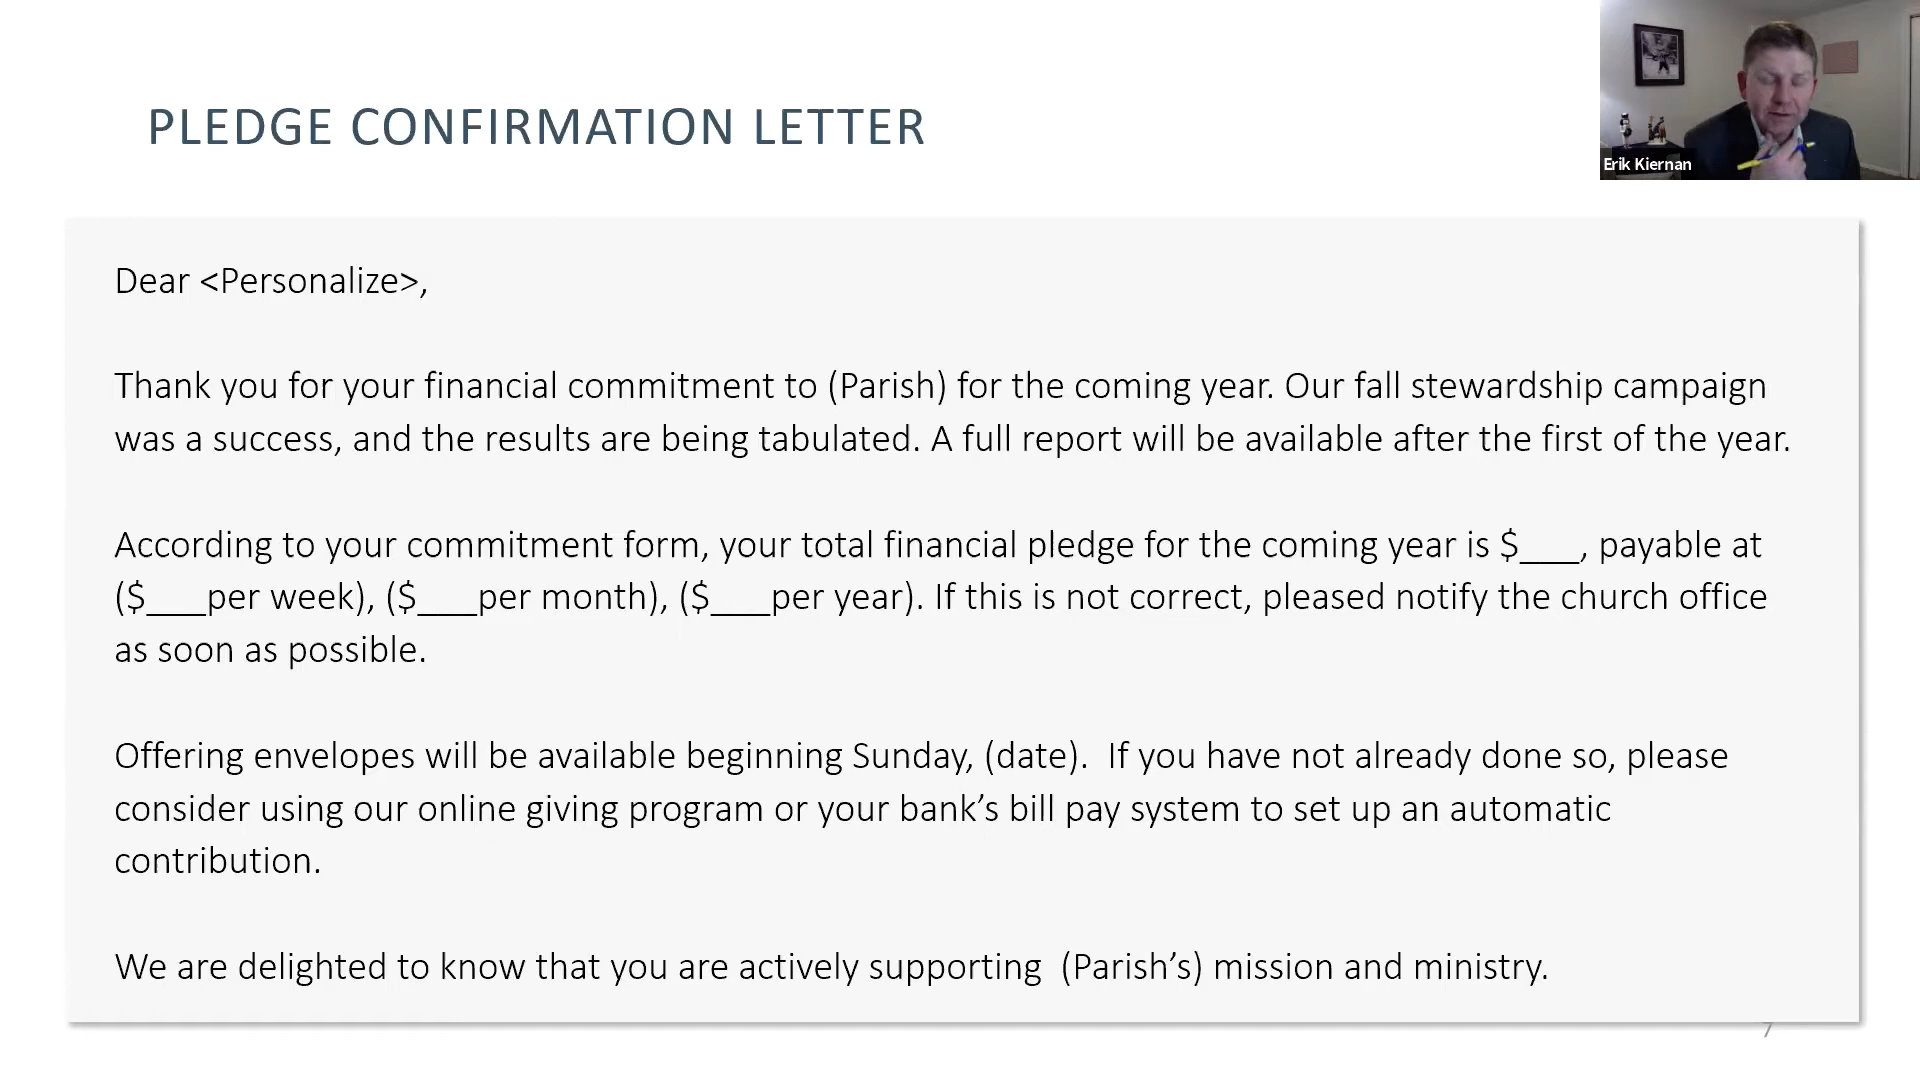 PLEDGE CONFIRMATION LETTER
Erik Kiernan
Dear <Personalize>,
Thank you for your financial commitment to (Parish) for the coming year. Our fall stewardship campaign
was a success, and the results are being tabulated. A full report will be available after the first of the year.
According to your commitment form, your total financial pledge for the coming year is $___, payable at
($___per week), ($___per month), ($___per year). If this is not correct, pleased notify the church office
as soon as possible.
Offering envelopes will be available beginning Sunday, (date).  If you have not already done so, please
consider using our online giving program or your bank’s bill pay system to set up an automatic
contribution.
We are delighted to know that you are actively supporting  (Parish’s) mission and ministry.
7